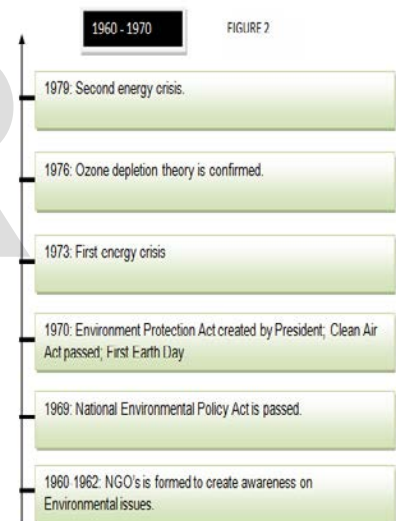 1960 - 1970
FIGURE 2
1979: Second energy crisis.
1976: Ozone depletion theory is confirmed.
1973: First energy crisis
1970: Environment Protection Act created by President; Clean Air
Act passed; First Earth Day
1969: National Environmental Policy Act is passed.
1960-1962: NGO's is formed to create awareness on
Environmental issues.